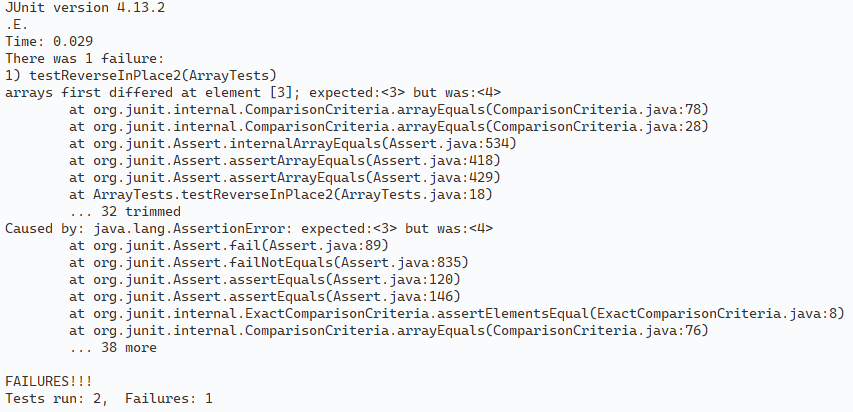 JUnit version 4.13.2
.E.
Time: 0.029
There was 1 failure:
1) testReverseInPlace2(ArrayTests)
arrays first differed at element [3]; expected:<3> but was:<4>
        at org.junit.internal.ComparisonCriteria.arrayEquals(ComparisonCriteria.java:78)
        at org.junit.internal.ComparisonCriteria.arrayEquals(ComparisonCriteria.java:28)
        at org.junit.Assert.internalArrayEquals(Assert.java:534)
        at org.junit.Assert.assertArrayEquals(Assert.java:418)
        at org.junit.Assert.assertArrayEquals(Assert.java:429)
        at ArrayTests.testReverseInPlace2(ArrayTests.java:18)
        ... 32 trimmed
Caused by: java.lang.AssertionError: expected:<3> but was:<4>
        at org.junit.Assert.fail(Assert.java:89)
        at org.junit.Assert.failNotEquals(Assert.java:835)
        at org.junit.Assert.assertEquals(Assert.java:120)
        at org.junit.Assert.assertEquals(Assert.java:146)
        at org.junit.internal.ExactComparisonCriteria.assertElementsEqual(ExactComparisonCriteria.java:8)
        at org.junit.internal.ComparisonCriteria.arrayEquals(ComparisonCriteria.java:76)
        ... 38 more

FAILURES!!!
Tests run: 2,  Failures: 1